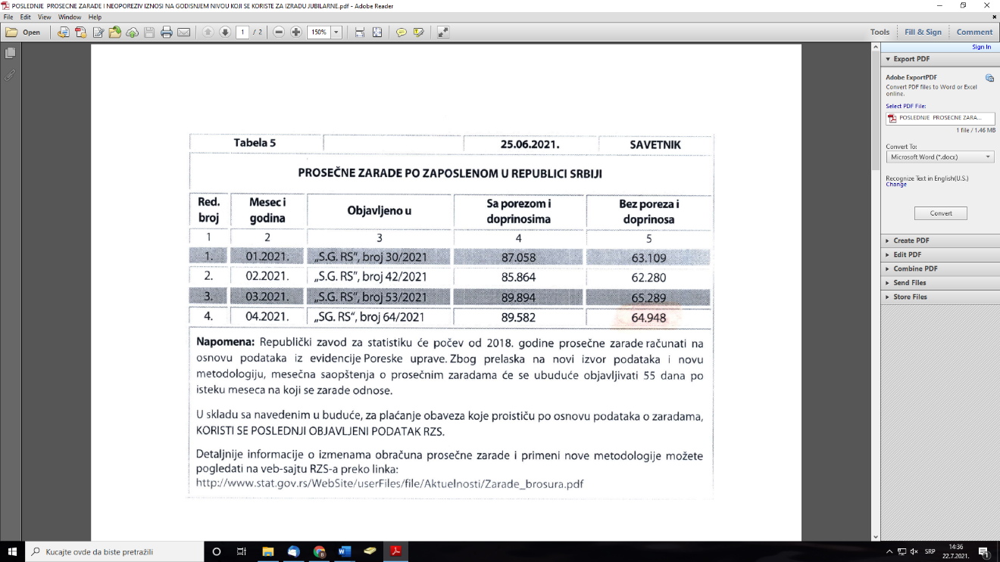 POSLEDNJE  PROSECNE ZARADE I NEOPOREZIV IZNOSI NA GODISNJEM NIVOU KOJI SE KORISTE ZA IZRADU JUBILARNE.pdf - Adobe Reader
File Edit View Window Help
Open 1 / 2 150% Tools Fill & Sign Comment
Sign In
Export PDF
Adobe ExportPDF
Convert PDF files to Word or Excel
online.
Select PDF File:
POSLEDNJE  PROSECNE ZARA...
1 file / 1.46 MB
Convert To:
Microsoft Word (*.docx)
Recognize Text in English(U.S.)
Change
Convert
Create PDF
Edit PDF
Combine PDF
Send Files
Store Files
Tabela 5 25.06.2021. SAVETNIK
PROSEČNE ZARADE PO ZAPOSLENOM U REPUBLICI SRBIJI
Red. broj Mesec i godina Objavljeno u Sa porezom i doprinosima Bez poreza i doprinosa
1 2 3 4 5
1. 01.2021. „S.G. RS“, broj 30/2021 87.058 63.109
2. 02.2021. „S.G. RS“, broj 42/2021 85.864 62.280
3. 03.2021. „S.G. RS“, broj 53/2021 89.894 65.289
4. 04.2021. „SG. RS“, broj 64/2021 89.582 64.948
Napomena: Republički zavod za statistiku će počev od 2018. godine prosečne zarade računati na
osnovu podataka iz evidencije Poreske uprave. Zbog prelaska na novi izvor podataka i novu
metodologiju, mesečna saopštenja o prosečnim zaradama će se ubuduće objavljivati 55 dana po
isteku meseca na koji se zarade odnose.
U skladu sa navedenim u buduće, za plaćanje obaveza koje proističu po osnovu podataka o zaradama,
KORISTI SE POSLEDNJI OBJAVLJENI PODATAK RZS.
Detaljnije informacije o izmenama obračuna prosečne zarade i primeni nove metodologije možete
pogledati na veb-sajtu RZS-a preko linka:
http://www.stat.gov.rs/WebSite/userFiles/file/Aktuelnosti/Zarade_brosura.pdf
Kucajte ovde da biste pretražili
SRP
14:36
22.7.2021.
1